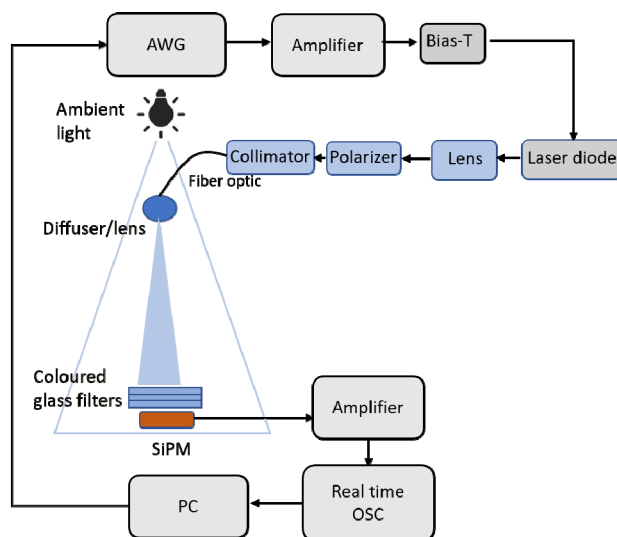 AWG
Amplifier
Bias-T
Ambient
light
Collimator
Polarizer
Lens
Laser diode
Fiber optic
Diffuser/lens
Coloured
glass filters
SiPM
Amplifier
PC
Real time
OSC